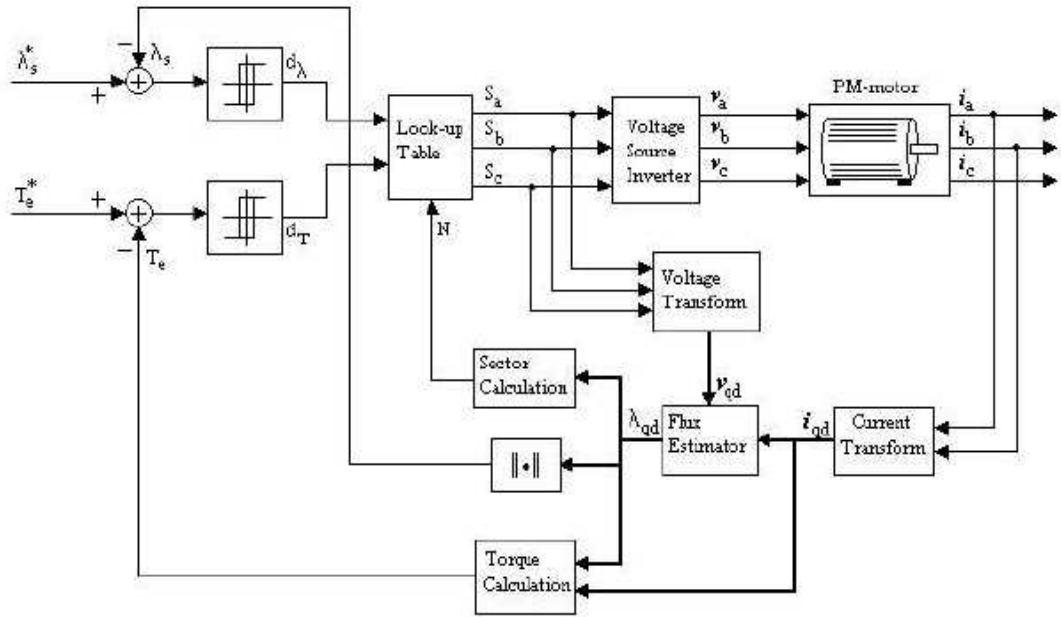 λs*
+
−
λs
dλ
Te*
+
−
Te
dT
Look-up
Table
N
Sa
Sb
Sc
Voltage
Source
Inverter
va
vb
vc
PM-motor
ia
ib
ic
Voltage
Transform
vqd
Sector
Calculation
λqd
Flux
Estimator
iqd
Current
Transform
‖•‖
Torque
Calculation